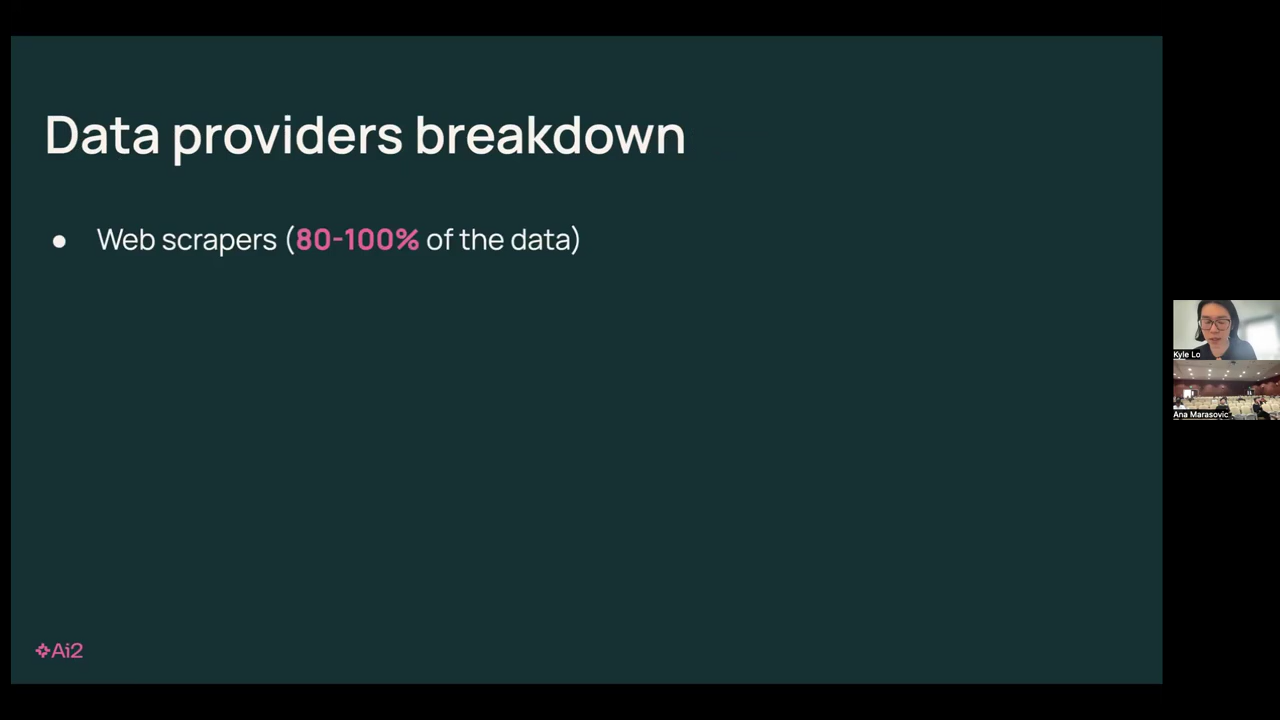 Data providers breakdown
● Web scrapers (80-100% of the data)
Kyle Lo
Ana Marasovic
Ai2